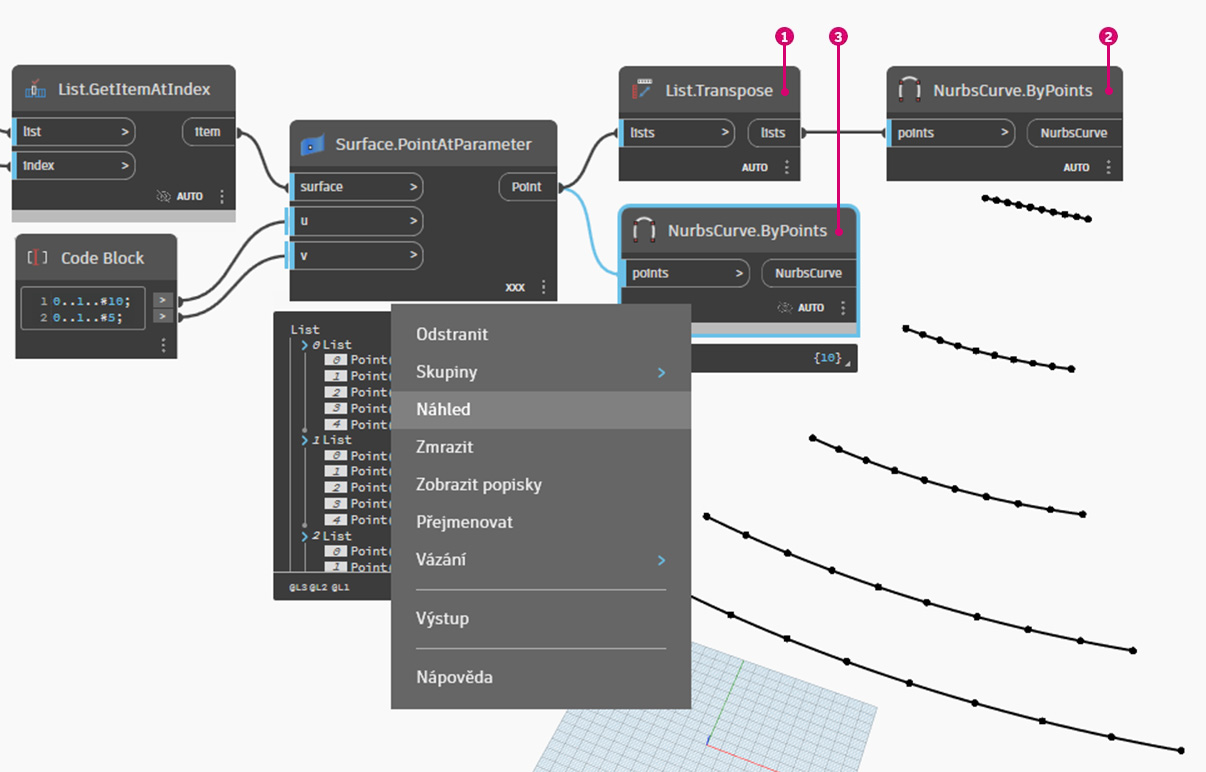 1
3
2
List.GetItemAtIndex
list >
Item
index >
AUTO
Surface.PointAtParameter
surface >
Point
u >
v >
xxx
List.Transpose
lists >
lists
AUTO
NurbsCurve.ByPoints
points >
NurbsCurve
AUTO
NurbsCurve.ByPoints
points >
NurbsCurve
AUTO
{10}
Code Block
1 0..1..#10; >
2 0..1..#5; >
List
0 List
0 Point(
1 Point(
2 Point(
3 Point(
4 Point(
1 List
0 Point(
1 Point(
2 Point(
3 Point(
4 Point(
2 List
0 Point(
1 Point(
@L3 @L2 @L1
Odstranit
Skupiny >
Náhled
Zmrazit
Zobrazit popisky
Přejmenovat
Vázání >
Výstup
Nápověda